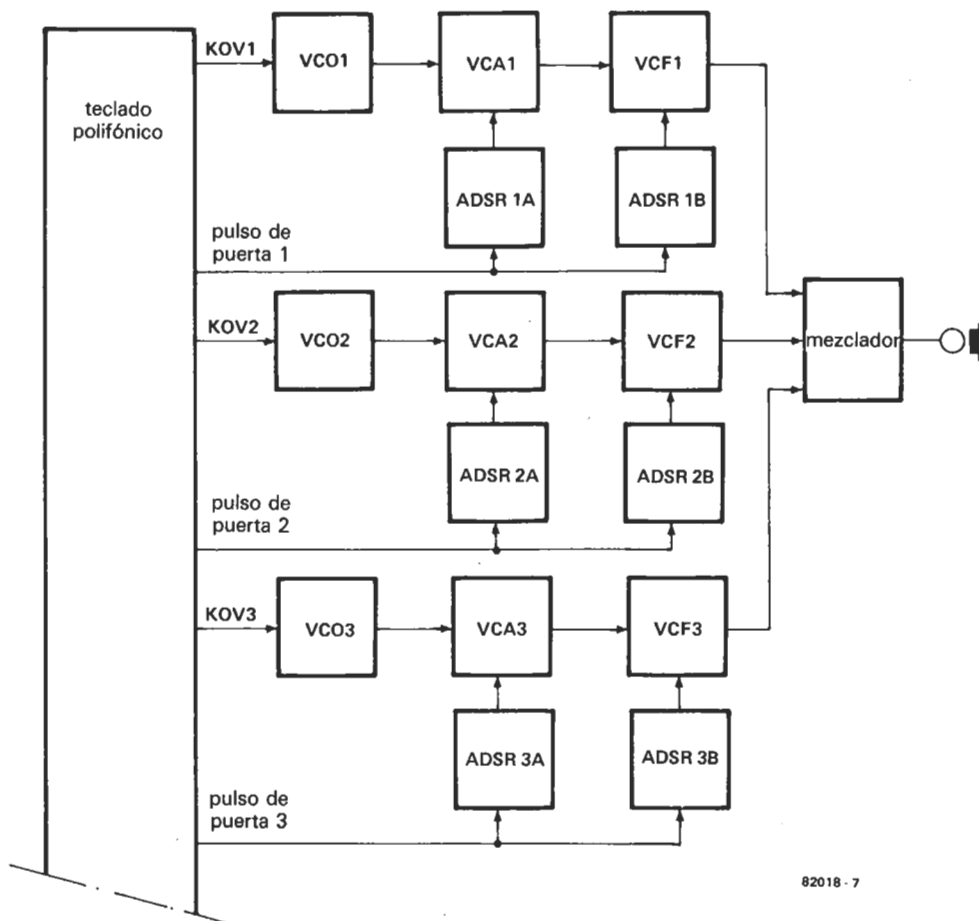 teclado
polifónico
KOV1
VCO1
VCA1
VCF1
ADSR 1A
ADSR 1B
pulso de
puerta 1
KOV2
VCO2
VCA2
VCF2
mezclador
ADSR 2A
ADSR 2B
pulso de
puerta 2
KOV3
VCO3
VCA3
VCF3
ADSR 3A
ADSR 3B
pulso de
puerta 3
82018 - 7